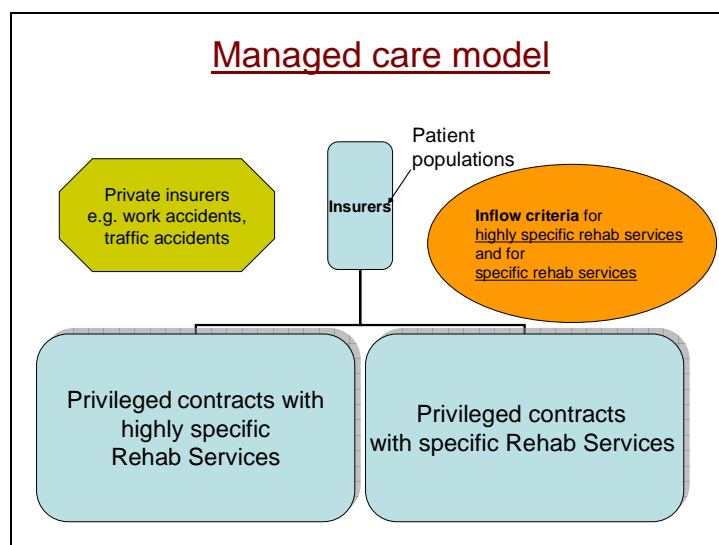 Managed care model
Patient
populations
Private insurers
e.g. work accidents,
traffic accidents
Insurers
Inflow criteria for
highly specific rehab services
and for
specific rehab services
Privileged contracts with
highly specific
Rehab Services
Privileged contracts
with specific Rehab Services